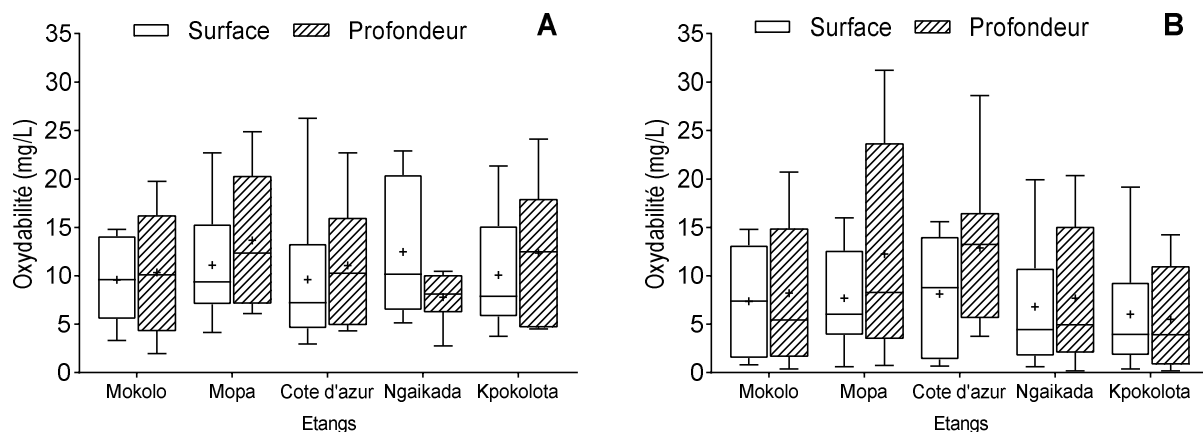 Surface Profondeur A
Oxydabilité (mg/L)
35
30
25
20
15
10
5
0
Mokolo Mopa Cote d'azur Ngaikada Kpokolota
Etangs
Surface Profondeur B
Oxydabilité (mg/L)
35
30
25
20
15
10
5
0
Mokolo Mopa Cote d'azur Ngaikada Kpokolota
Etangs